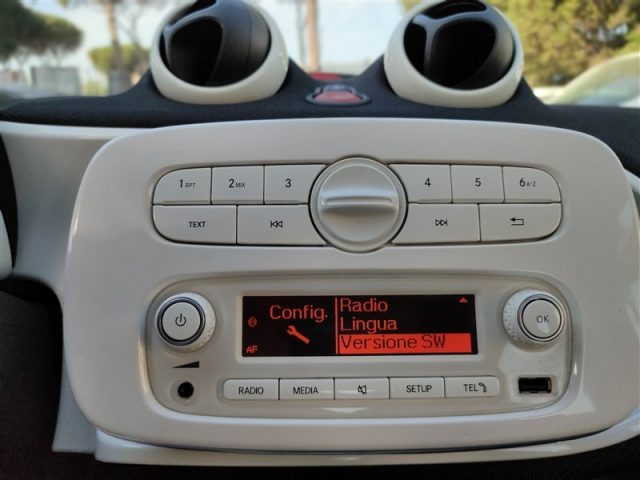 1 RPT 2 MIX 3 4 5 6 A-Z
TEXT
Config. Radio
Lingua
Versione SW
AF
OK
RADIO MEDIA SETUP TEL